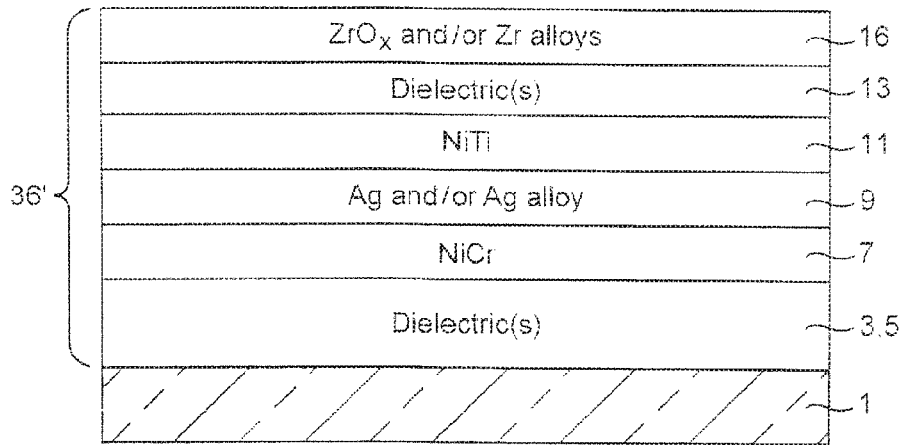 ZrOx and/or Zr alloys 16
Dielectric(s) 13
NiTi 11
36' Ag and/or Ag alloy 9
NiCr 7
Dielectric(s) 3,5
1